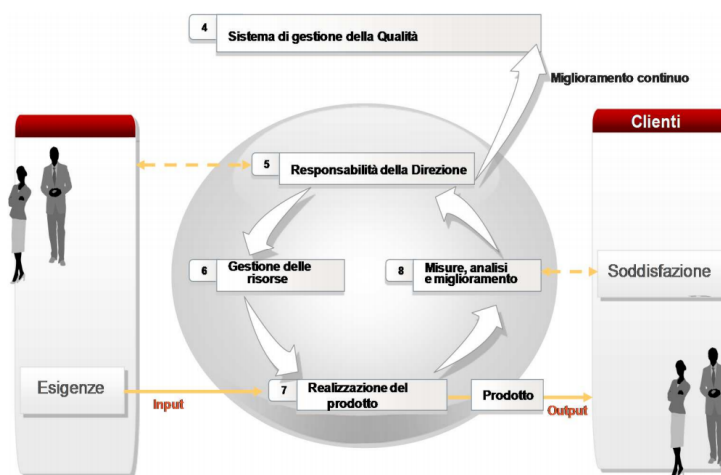 4
Sistema di gestione della Qualità
Miglioramento continuo
Clienti
5
Responsabilità della Direzione
6
Gestione delle
risorse
8
Misure, analisi
e miglioramento
Soddisfazione
Esigenze
Input
7
Realizzazione del
prodotto
Prodotto
Output